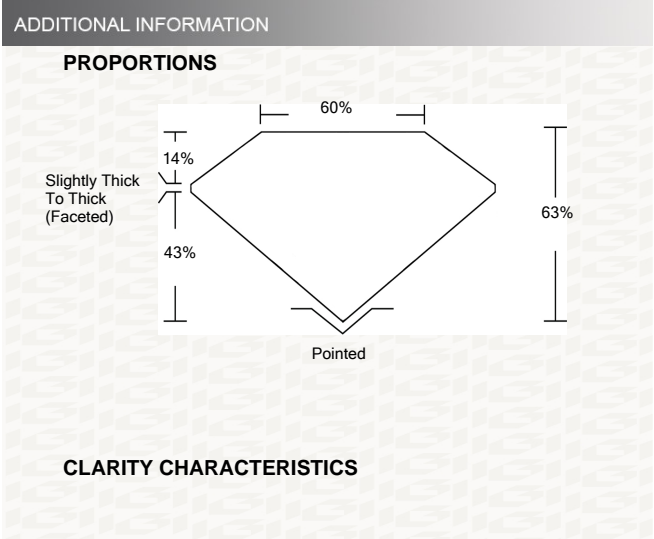 ADDITIONAL INFORMATION
PROPORTIONS
60%
14%
Slightly Thick
To Thick
(Faceted)
63%
43%
Pointed
CLARITY CHARACTERISTICS